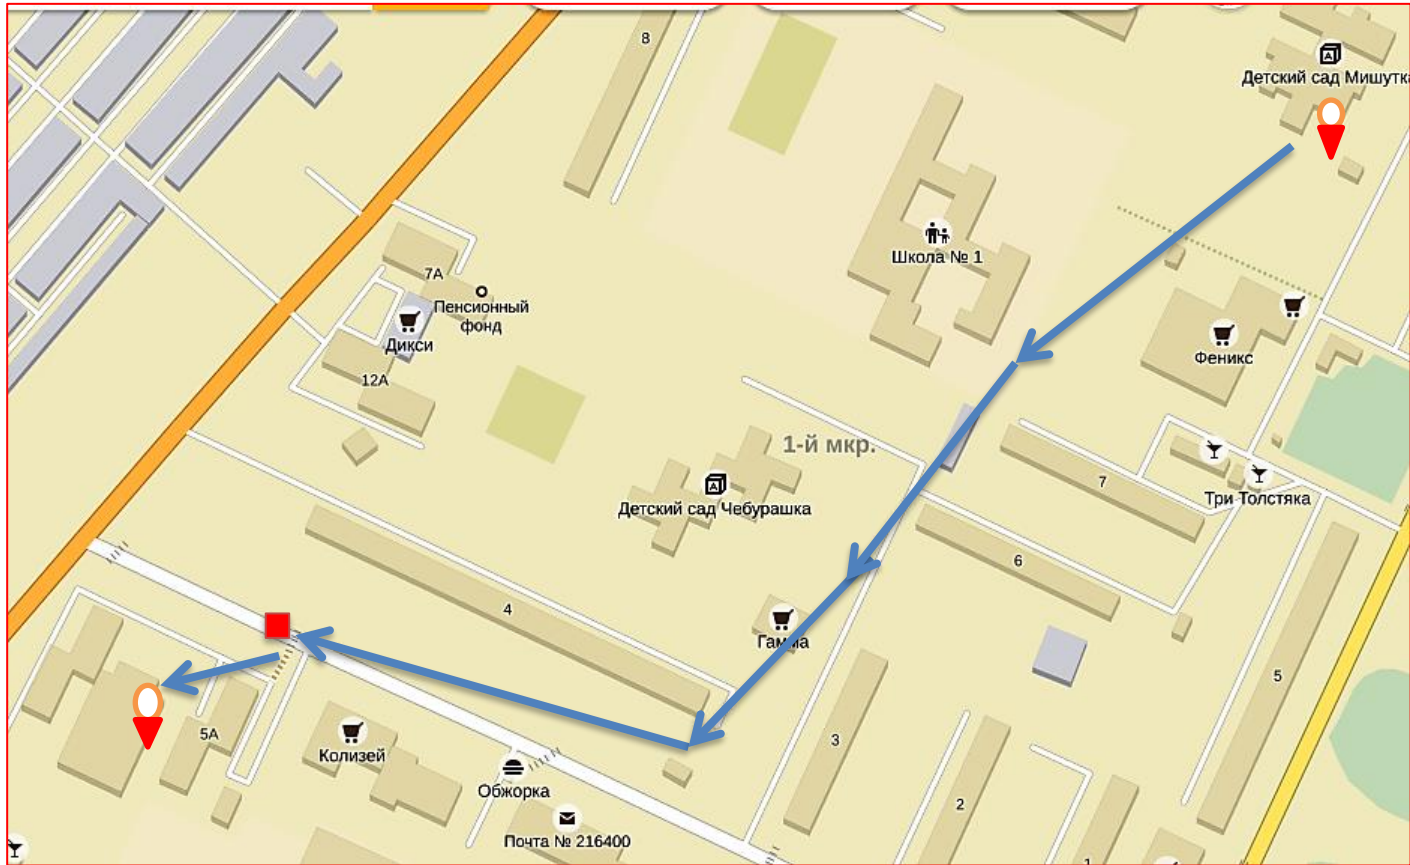 8
Детский сад Мишутка
Школа № 1
7А
Пенсионный
фонд
Дикси
12А
Феникс
1-й мкр.
7
Три Толстяка
Детский сад Чебурашка
6
4
Гамма
5
3
5А
Колизей
Обжорка
2
Почта № 216400
1